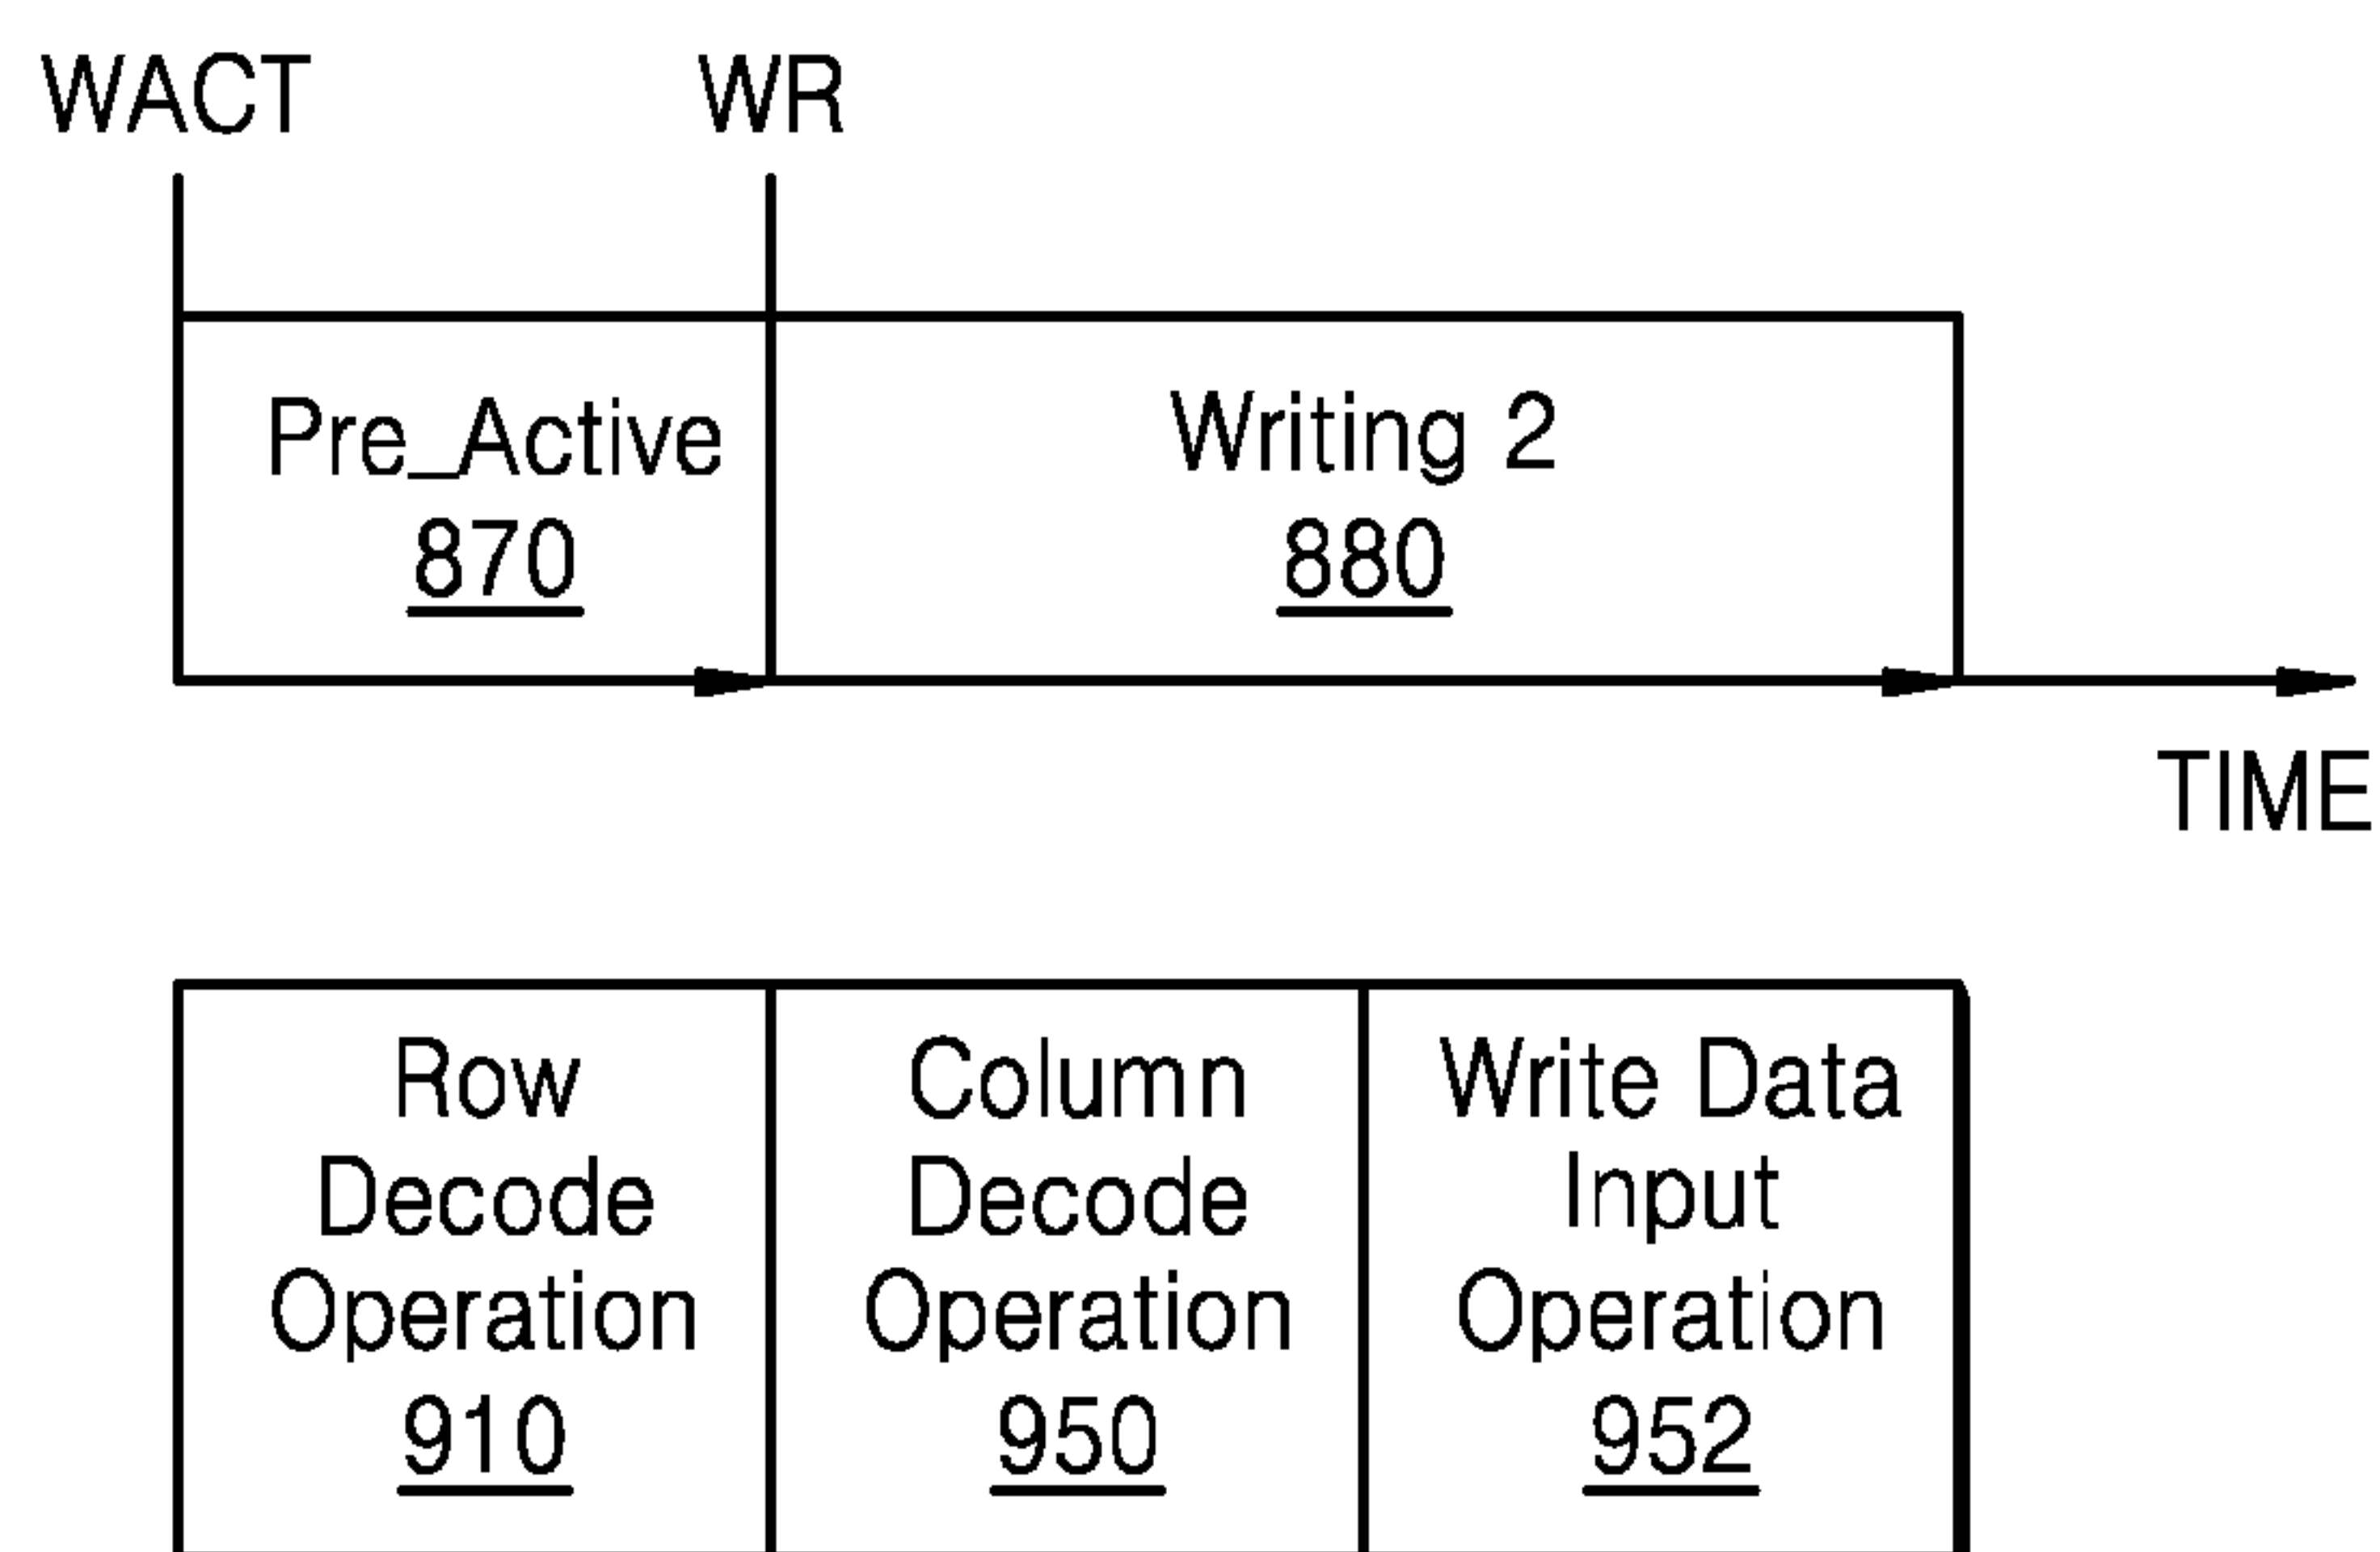 WACT WR
Pre_Active Writing 2
870 880
TIME
Row Column Write Data
Decode Decode Input
Operation Operation Operation
910 950 952